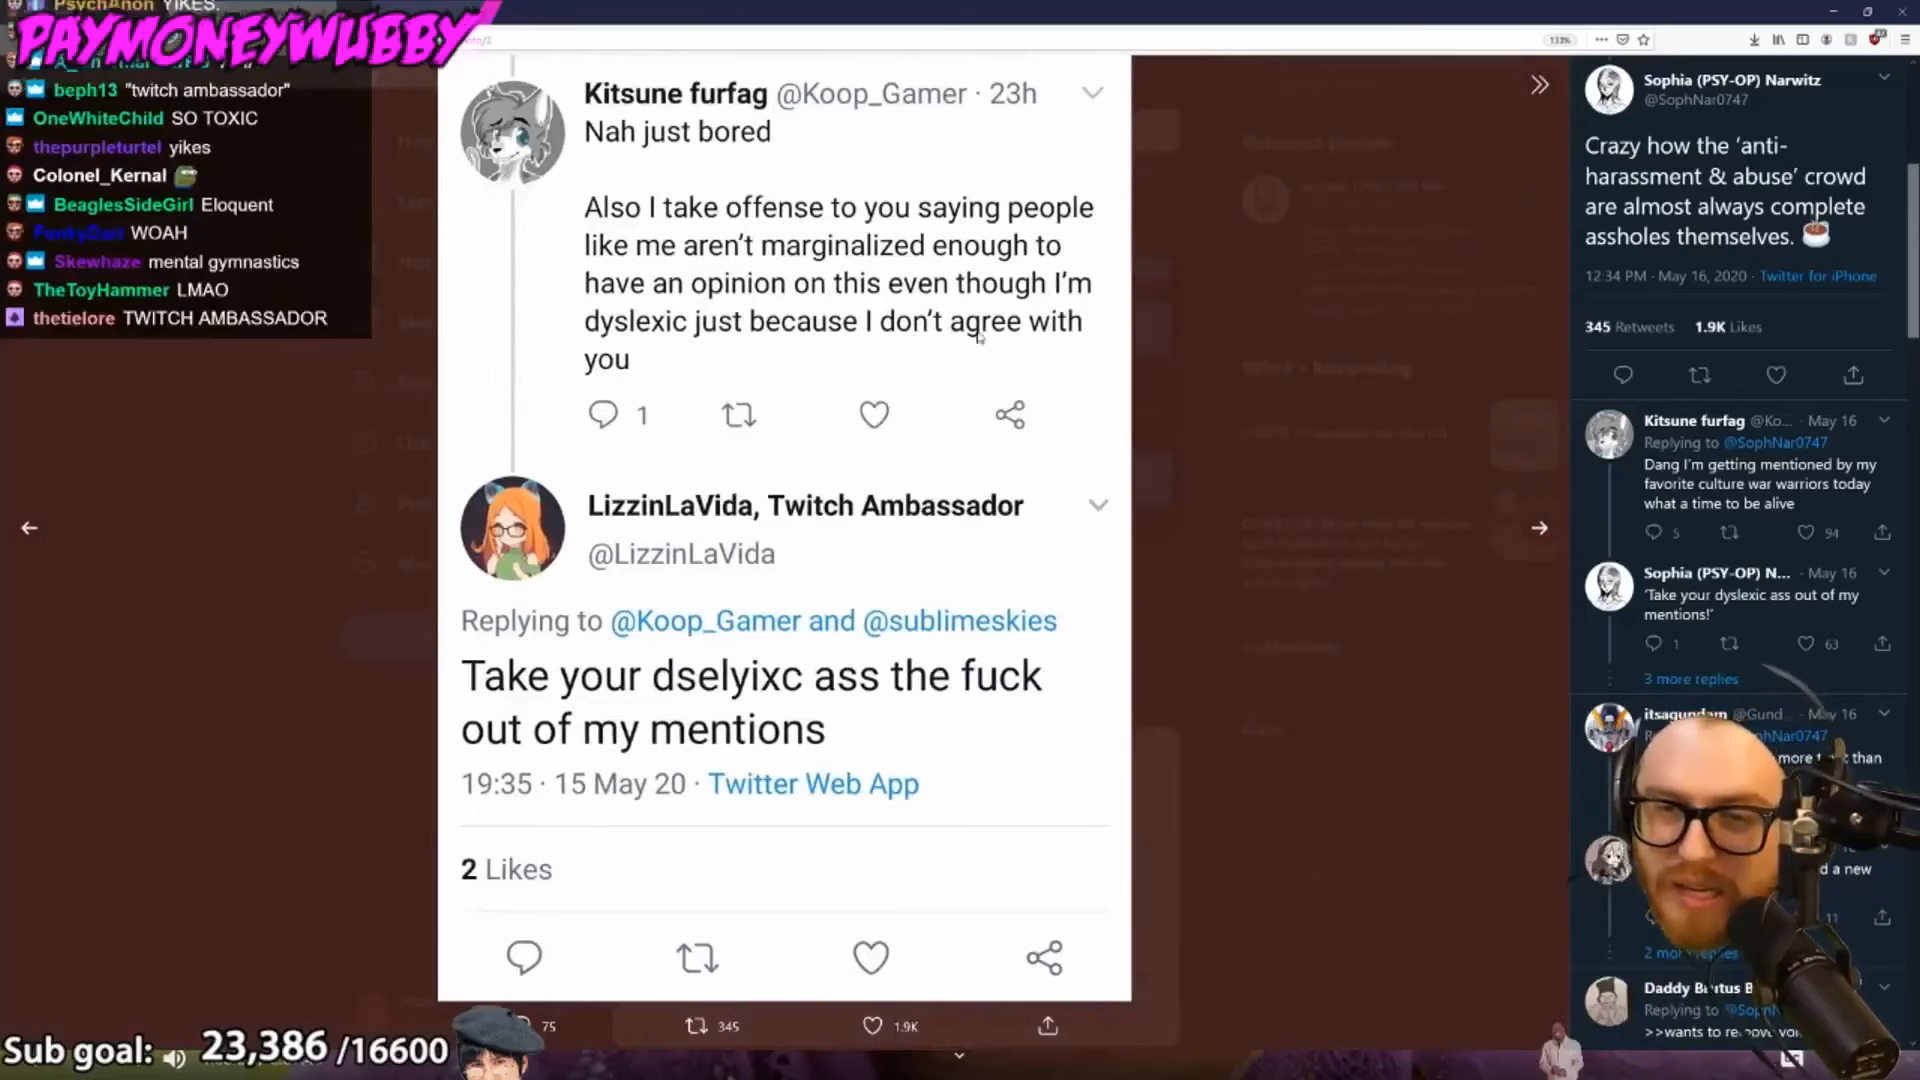 PsychAnon YIKES.
PAYMONEYWUBBY
beph13 "twitch ambassador"
OneWhiteChild SO TOXIC
thepurpleturtel yikes
Colonel_Kernal
BeaglesSideGirl Eloquent
FunkyDart WOAH
Skewhaze mental gymnastics
TheToyHammer LMAO
thetielore TWITCH AMBASSADOR
133%
Kitsune furfag @Koop_Gamer · 23h
Nah just bored
Also I take offense to you saying people
like me aren't marginalized enough to
have an opinion on this even though I'm
dyslexic just because I don't agree with
you
1
LizzinLaVida, Twitch Ambassador
@LizzinLaVida
Replying to @Koop_Gamer and @sublimeskies
Take your dselyixc ass the fuck
out of my mentions
19:35 · 15 May 20 · Twitter Web App
2 Likes
75 345 1.9K
Sophia (PSY-OP) Narwitz
@SophNar0747
Crazy how the 'anti-
harassment & abuse' crowd
are almost always complete
assholes themselves.
12:34 PM · May 16, 2020 · Twitter for iPhone
345 Retweets 1.9K Likes
Kitsune furfag @Ko... · May 16
Replying to @SophNar0747
Dang I'm getting mentioned by my
favorite culture war warriors today
what a time to be alive
5 94
Sophia (PSY-OP) N... · May 16
'Take your dyslexic ass out of my
mentions!'
1 63
3 more replies
itsagundam @Gund... · May 16
phNar0747
more than
d a new
11
2 more replies
Daddy B
Replying to
>>wants to
Sub goal: 23,386 /16600